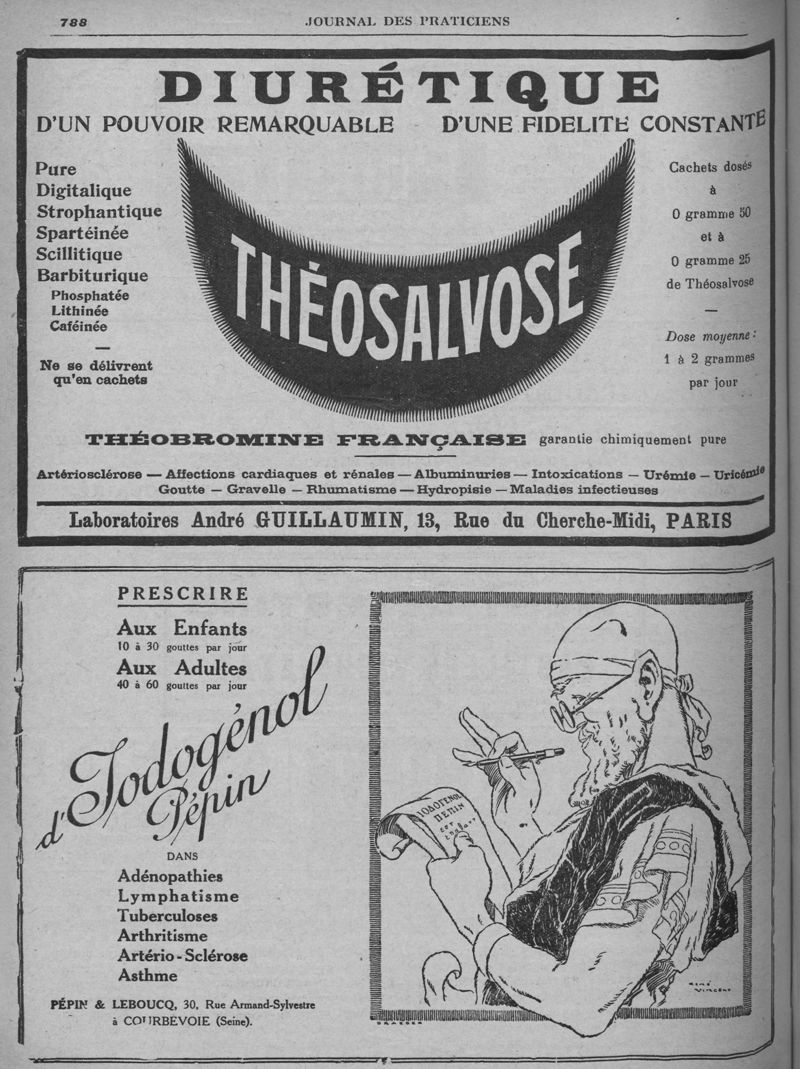 788
JOURNAL DES PRATICIENS
DIURÉTIQUE
D'UN POUVOIR REMARQUABLE D'UNE FIDELITÉ CONSTANTE
Pure
Digitalique
Strophantique
Spartéinée
Scillitique
Barbiturique
Phosphatée
Lithinée
Caféinée
Ne se délivrent
qu'en cachets
THÉOSALVOSE
Cachets dosés
à
0 gramme 50
et à
0 gramme 25
de Théosalvose
Dose moyenne:
1 à 2 grammes
par jour
THÉOBROMINE FRANÇAISE garantie chimiquement pure
Artériosclérose — Affections cardiaques et rénales — Albuminuries — Intoxications — Urémie — Uricémie
Goutte — Gravelle — Rhumatisme — Hydropisie — Maladies infectieuses
Laboratoires André GUILLAUMIN, 13, Rue du Cherche-Midi, PARIS
PRESCRIRE
Aux Enfants
10 à 30 gouttes par jour
Aux Adultes
40 à 60 gouttes par jour
d'Iodogénol
Pépin
DANS
Adénopathies
Lymphatisme
Tuberculoses
Arthritisme
Artério-Sclérose
Asthme
PÉPIN & LEBOUCQ, 30, Rue Armand-Sylvestre
à COURBEVOIE (Seine).
IODOGENOL
PEPIN
RENÉ
VINCENT
DRAEGER